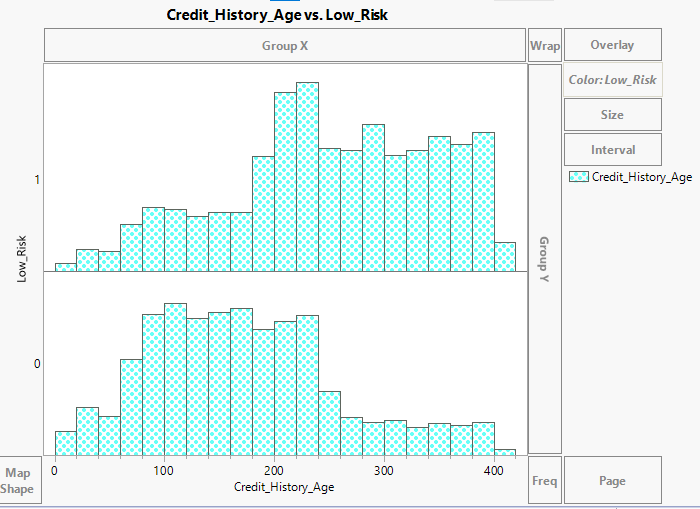 Credit_History_Age vs. Low_Risk
Group X
Wrap
Overlay
Color: Low_Risk
Size
Interval
Credit_History_Age
Group Y
Low_Risk
1
0
0
100
200
300
400
Credit_History_Age
Map
Shape
Freq
Page